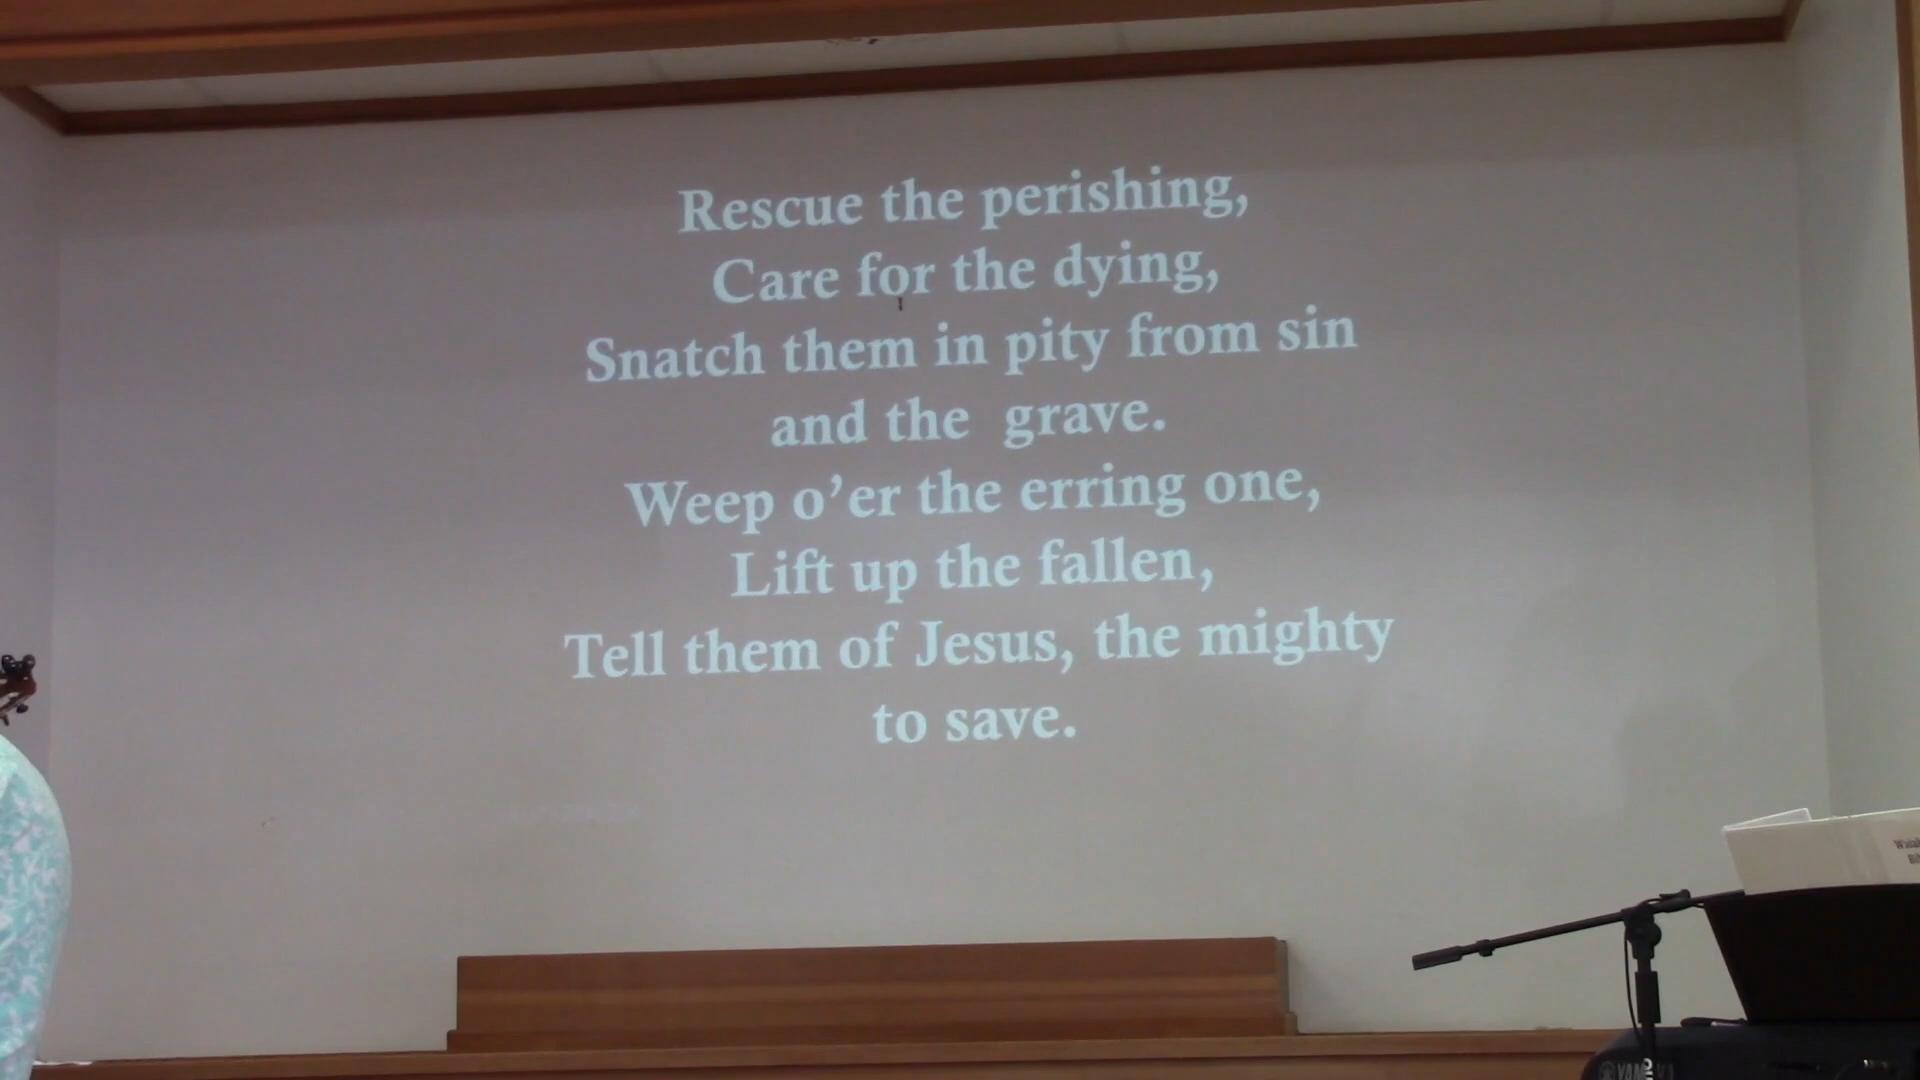 Rescue the perishing,
Care for the dying,
Snatch them in pity from sin
and the  grave.
Weep o’er the erring one,
Lift up the fallen,
Tell them of Jesus, the mighty
to save.